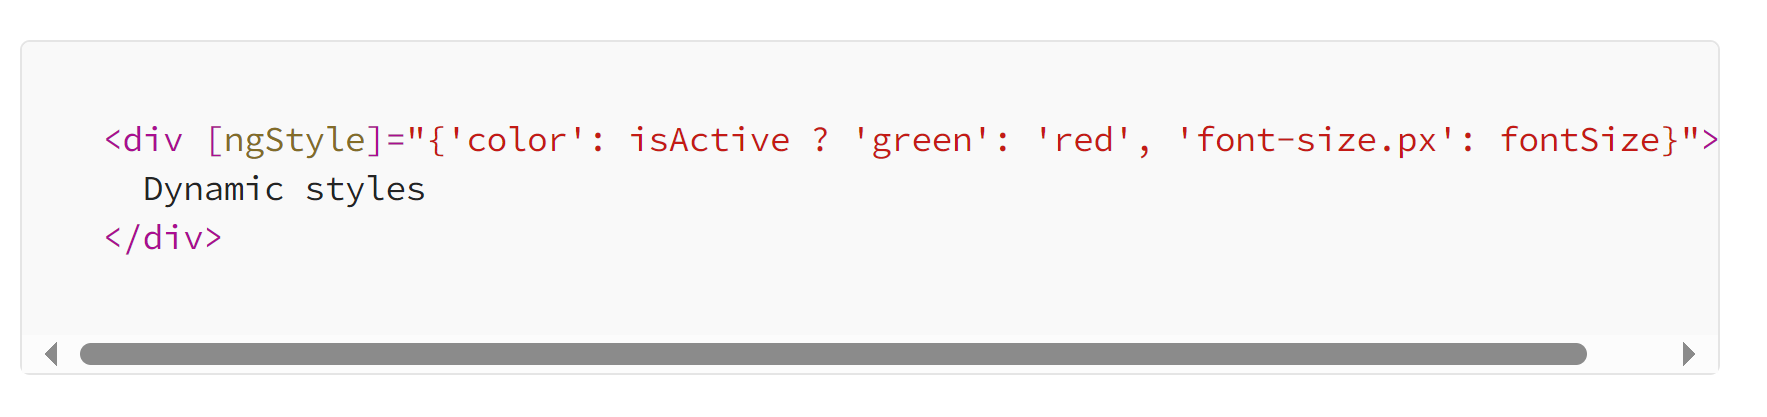 <div [ngStyle]="{'color': isActive ? 'green': 'red', 'font-size.px': fontSize}">
  Dynamic styles
</div>